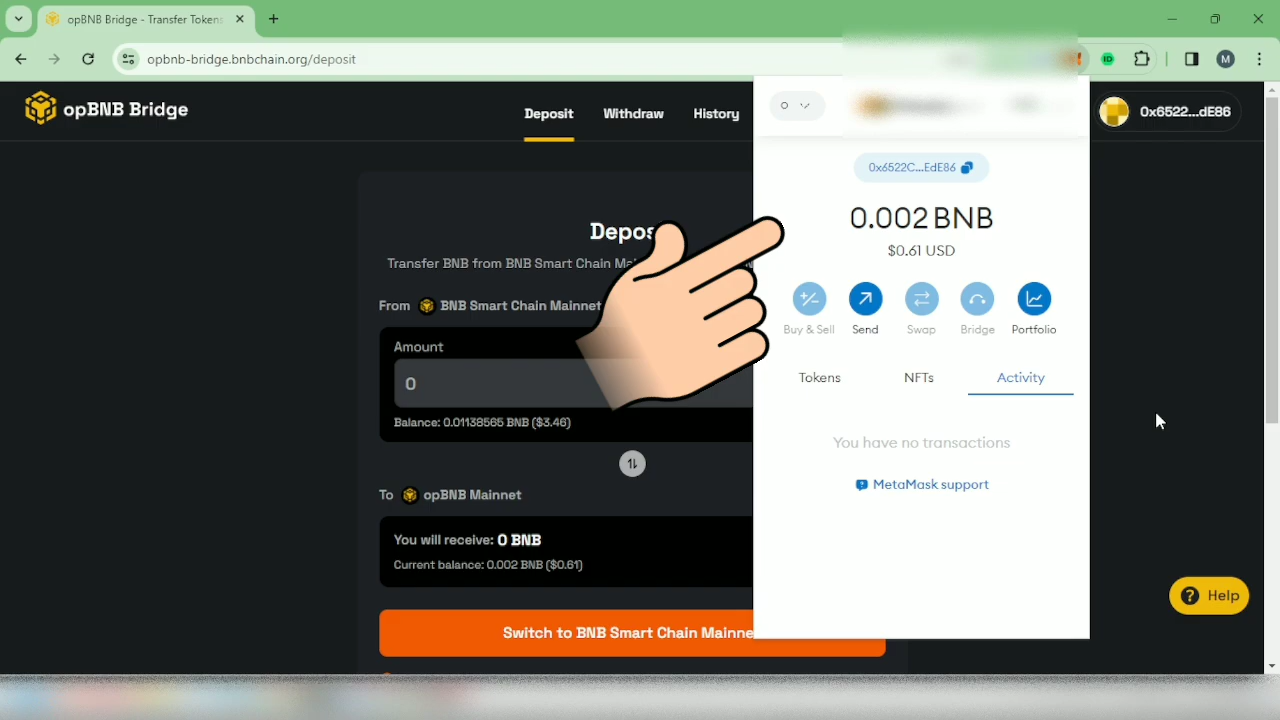 opBNB Bridge - Transfer Tokens
opbnb-bridge.bnbchain.org/deposit
ID
M
opBNB Bridge
Deposit
Withdraw
History
0x6522...dE86
O
0x6522C...EdE86
0.002 BNB
$0.61 USD
Buy & Sell
Send
Swap
Bridge
Portfolio
Tokens
NFTs
Activity
You have no transactions
MetaMask support
Depos
Transfer BNB from BNB Smart Chain Ma
From BNB Smart Chain Mainnet
Amount
0
Balance: 0.01138565 BNB ($3.46)
To opBNB Mainnet
You will receive: 0 BNB
Current balance: 0.002 BNB ($0.61)
Switch to BNB Smart Chain Mainne
? Help